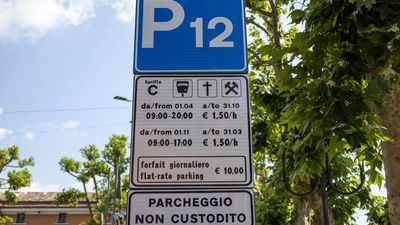 P 12
tariffa
C
da/from 01.04 a/to 31.10
09:00-20:00 € 1,50/h
da/from 01.11 a/to 31.03
09:00-17:00 € 1,50/h
forfait giornaliero
flat-rate parking € 10,00
PARCHEGGIO
NON CUSTODITO